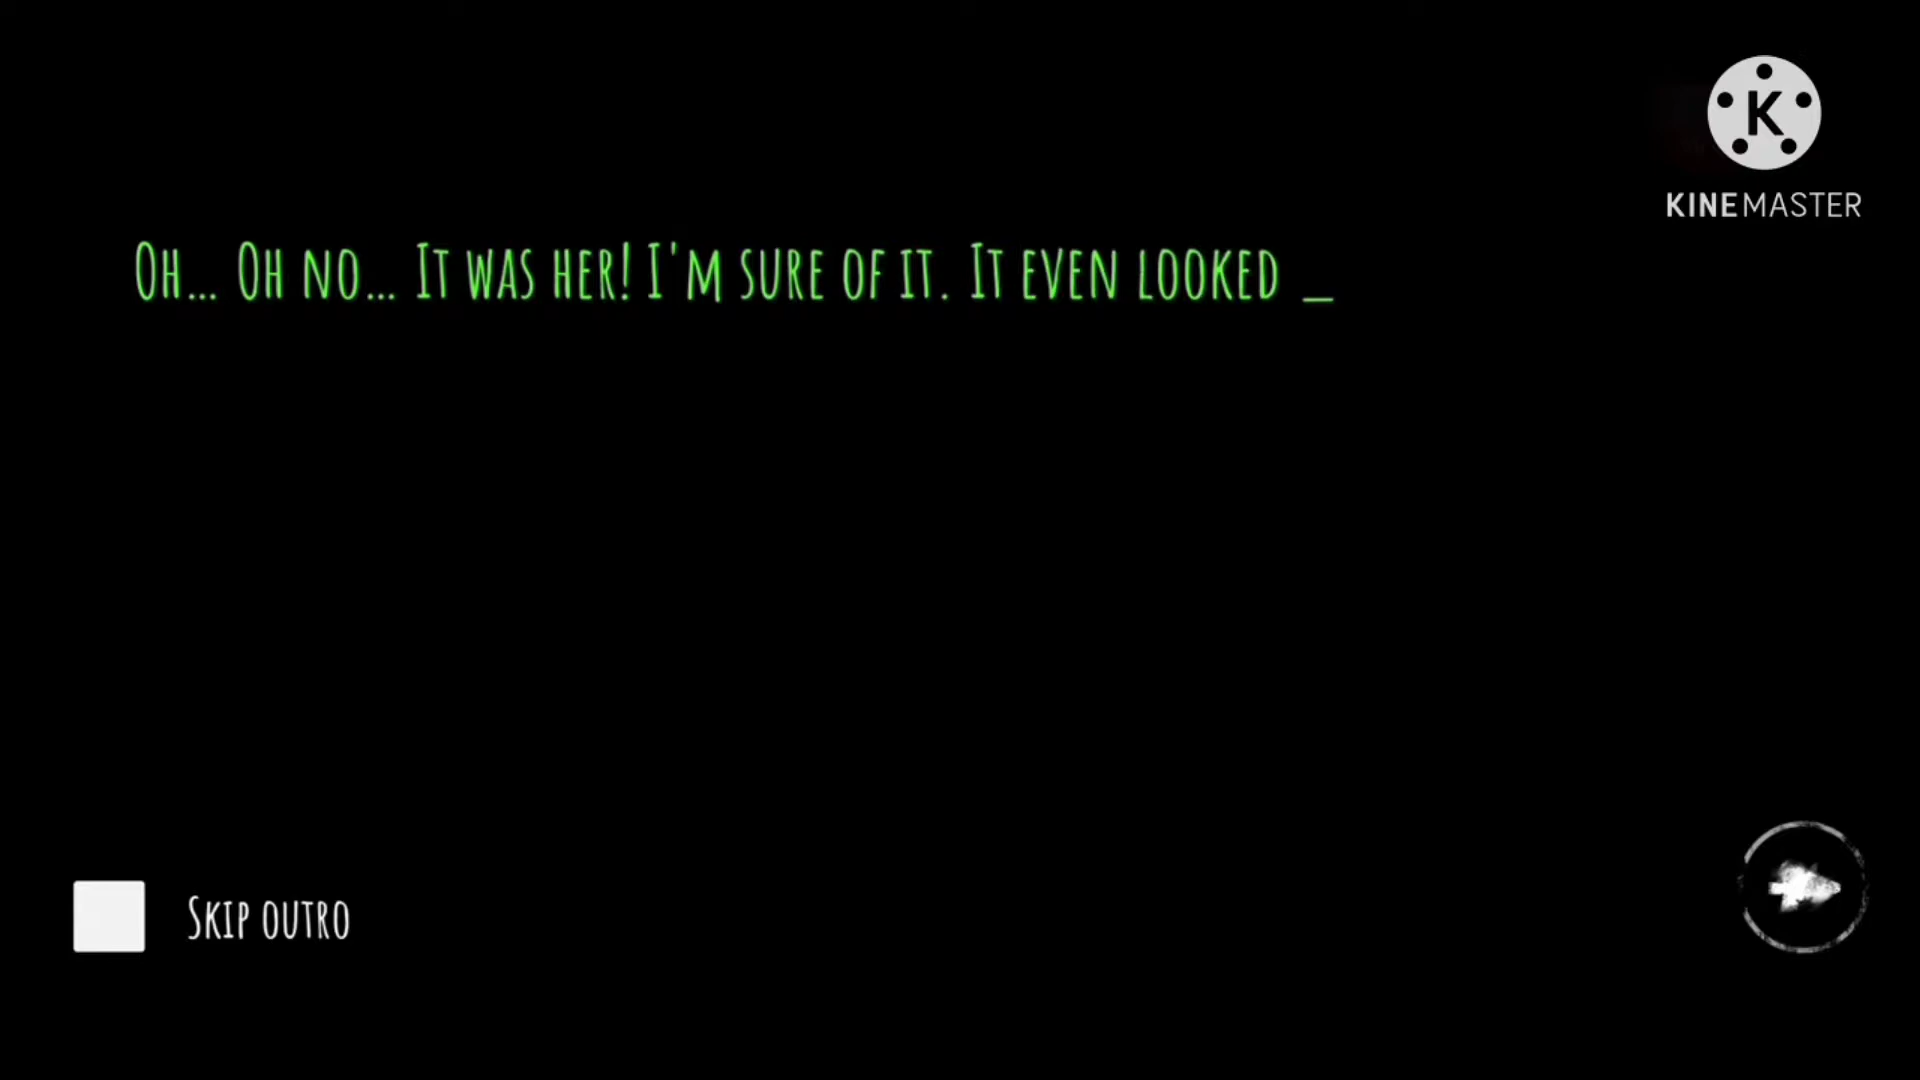 K
KINEMASTER
Oh... Oh no... It was her! I'm sure of it. It even looked _
Skip outro